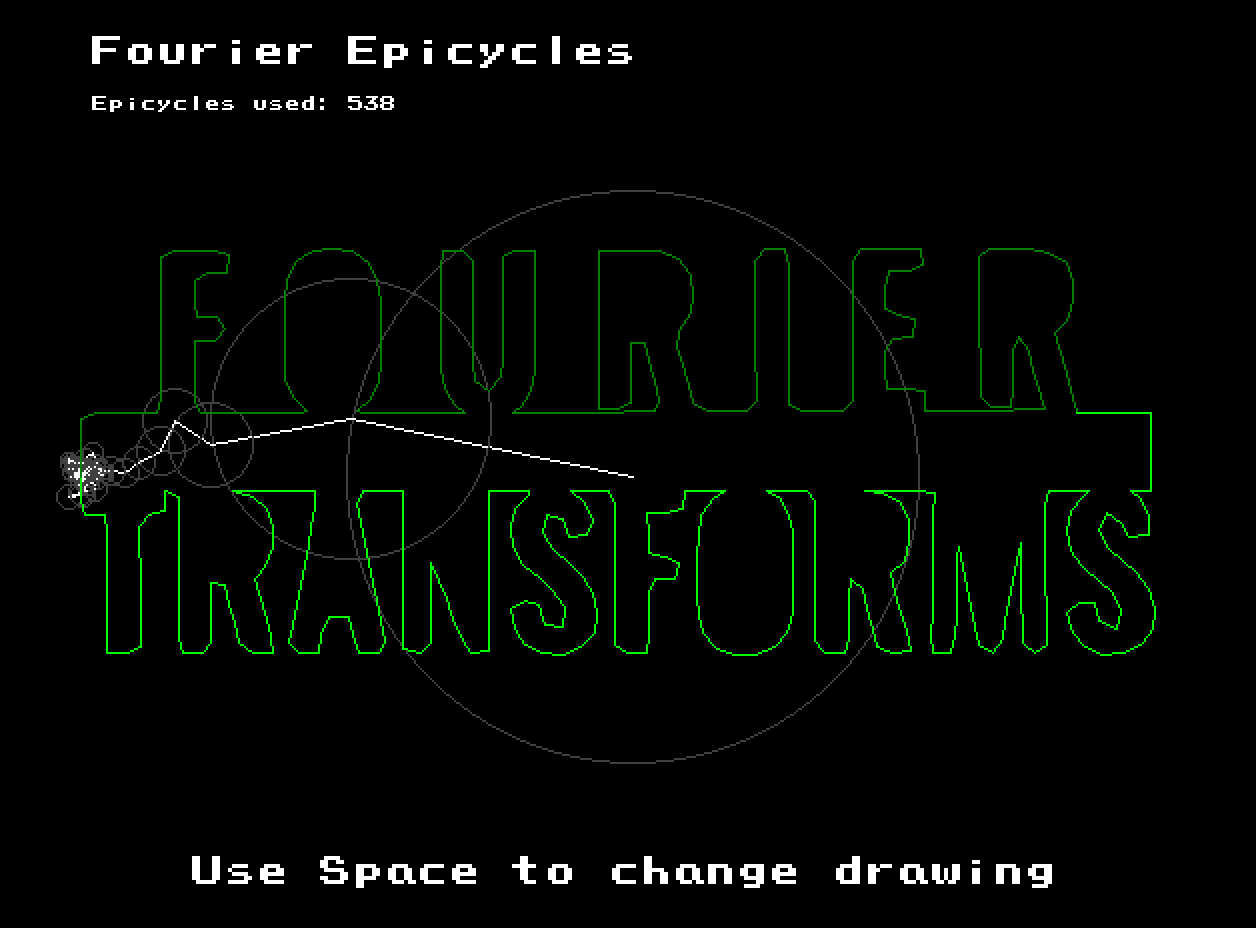 Fourier Epicycles
Epicycles used: 538
FOURIER
TRANSFORMS
Use Space to change drawing